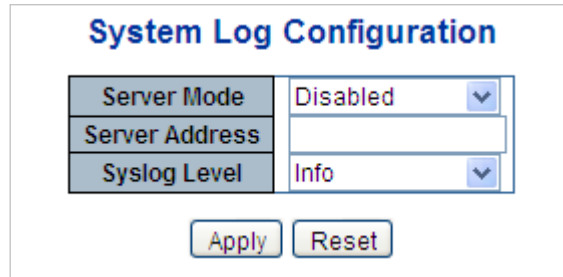 System Log Configuration
Server Mode Disabled
Server Address
Syslog Level Info
Apply Reset